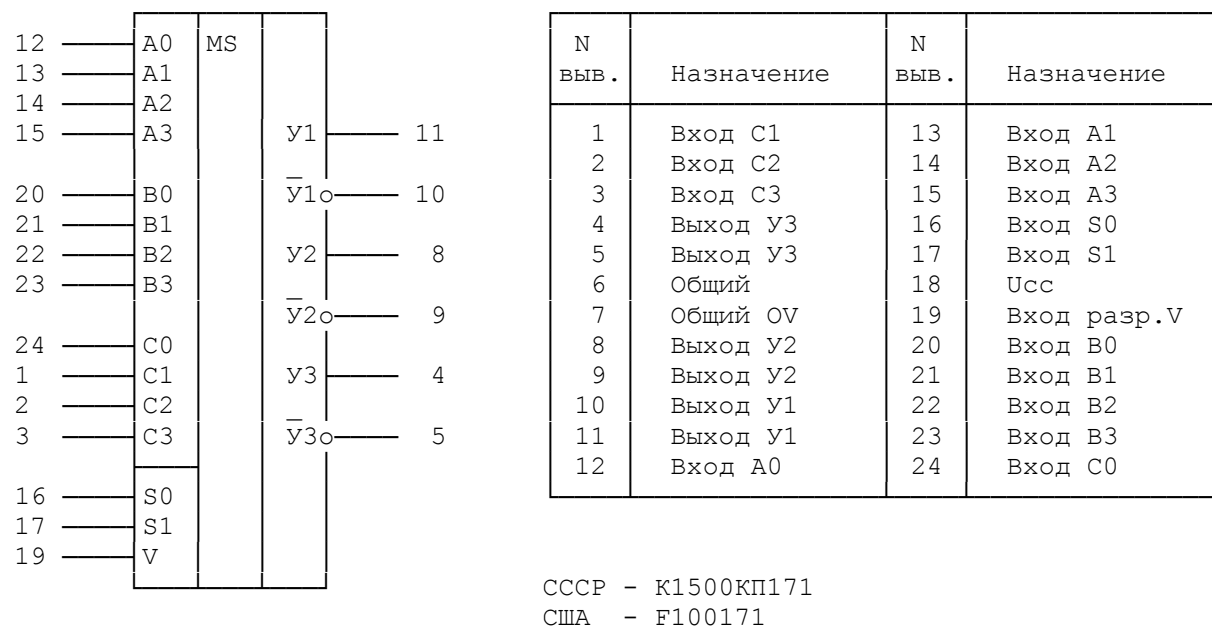 12 A0 MS
13 A1
14 A2
15 A3 У1 11
20 B0 У1 10
21 B1
22 B2 У2 8
23 B3
У2 9
24 C0
1 C1 У3 4
2 C2
3 C3 У3 5
16 S0
17 S1
19 V
N N
выв. Назначение выв. Назначение
1 Вход C1 13 Вход A1
2 Вход C2 14 Вход A2
3 Вход C3 15 Вход A3
4 Выход У3 16 Вход S0
5 Выход У3 17 Вход S1
6 Общий 18 Ucc
7 Общий OV 19 Вход разр.V
8 Выход У2 20 Вход B0
9 Выход У2 21 Вход B1
10 Выход У1 22 Вход B2
11 Выход У1 23 Вход B3
12 Вход A0 24 Вход C0
СССР - К1500КП171
США - F100171